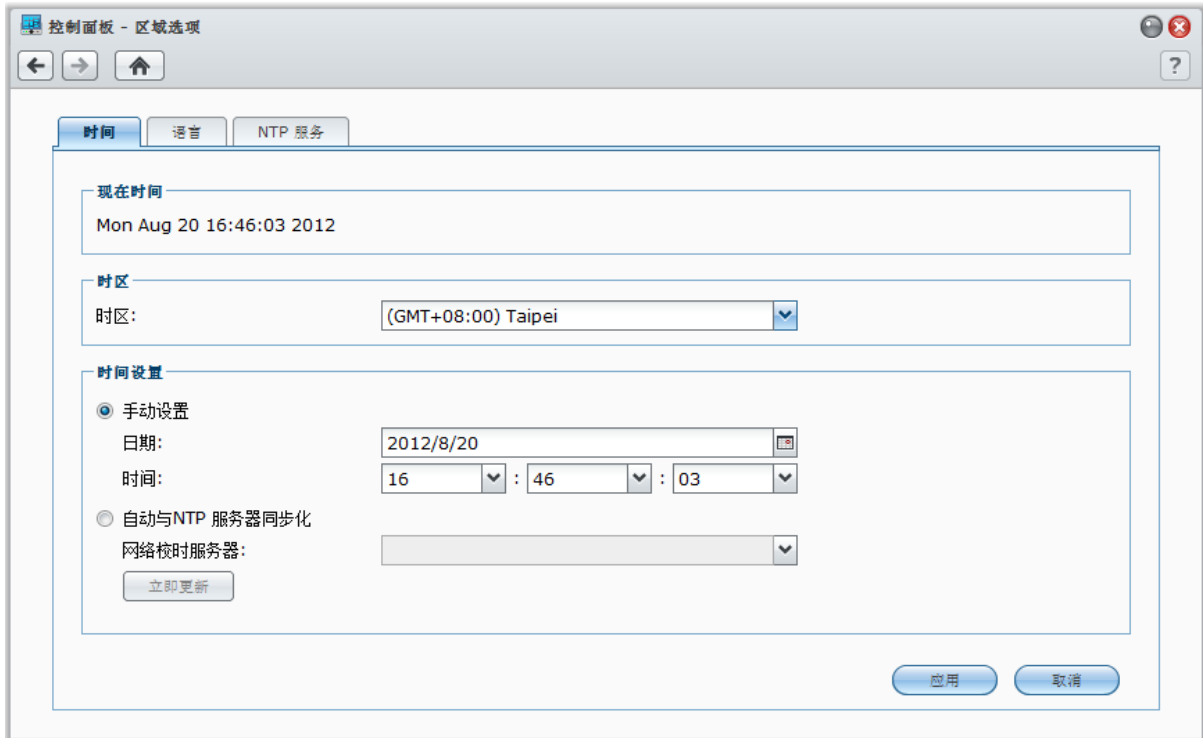 控制面板 - 区域选项
?
时间 语言 NTP 服务
现在时间
Mon Aug 20 16:46:03 2012
时区
时区: (GMT+08:00) Taipei
时间设置
手动设置
日期: 2012/8/20
时间: 16 : 46 : 03
自动与NTP 服务器同步化
网络校时服务器:
立即更新
应用 取消